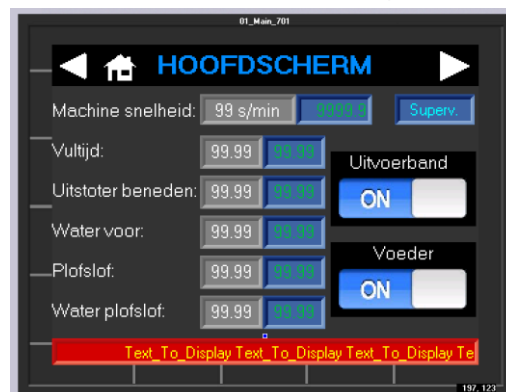 01_Main_701
HOOFDSCHERM
Machine snelheid: 99 s/min 9999.9 Superv.
Vultijd: 99.99 99.99
Uitvoerband
Uitstoter beneden: 99.99 99.99
ON
Water voor: 99.99 99.99
Voeder
Plofslof: 99.99 99.99
ON
Water plofslof: 99.99 99.99
Text_To_Display Text_To_Display Text_To_Display Te
197, 123